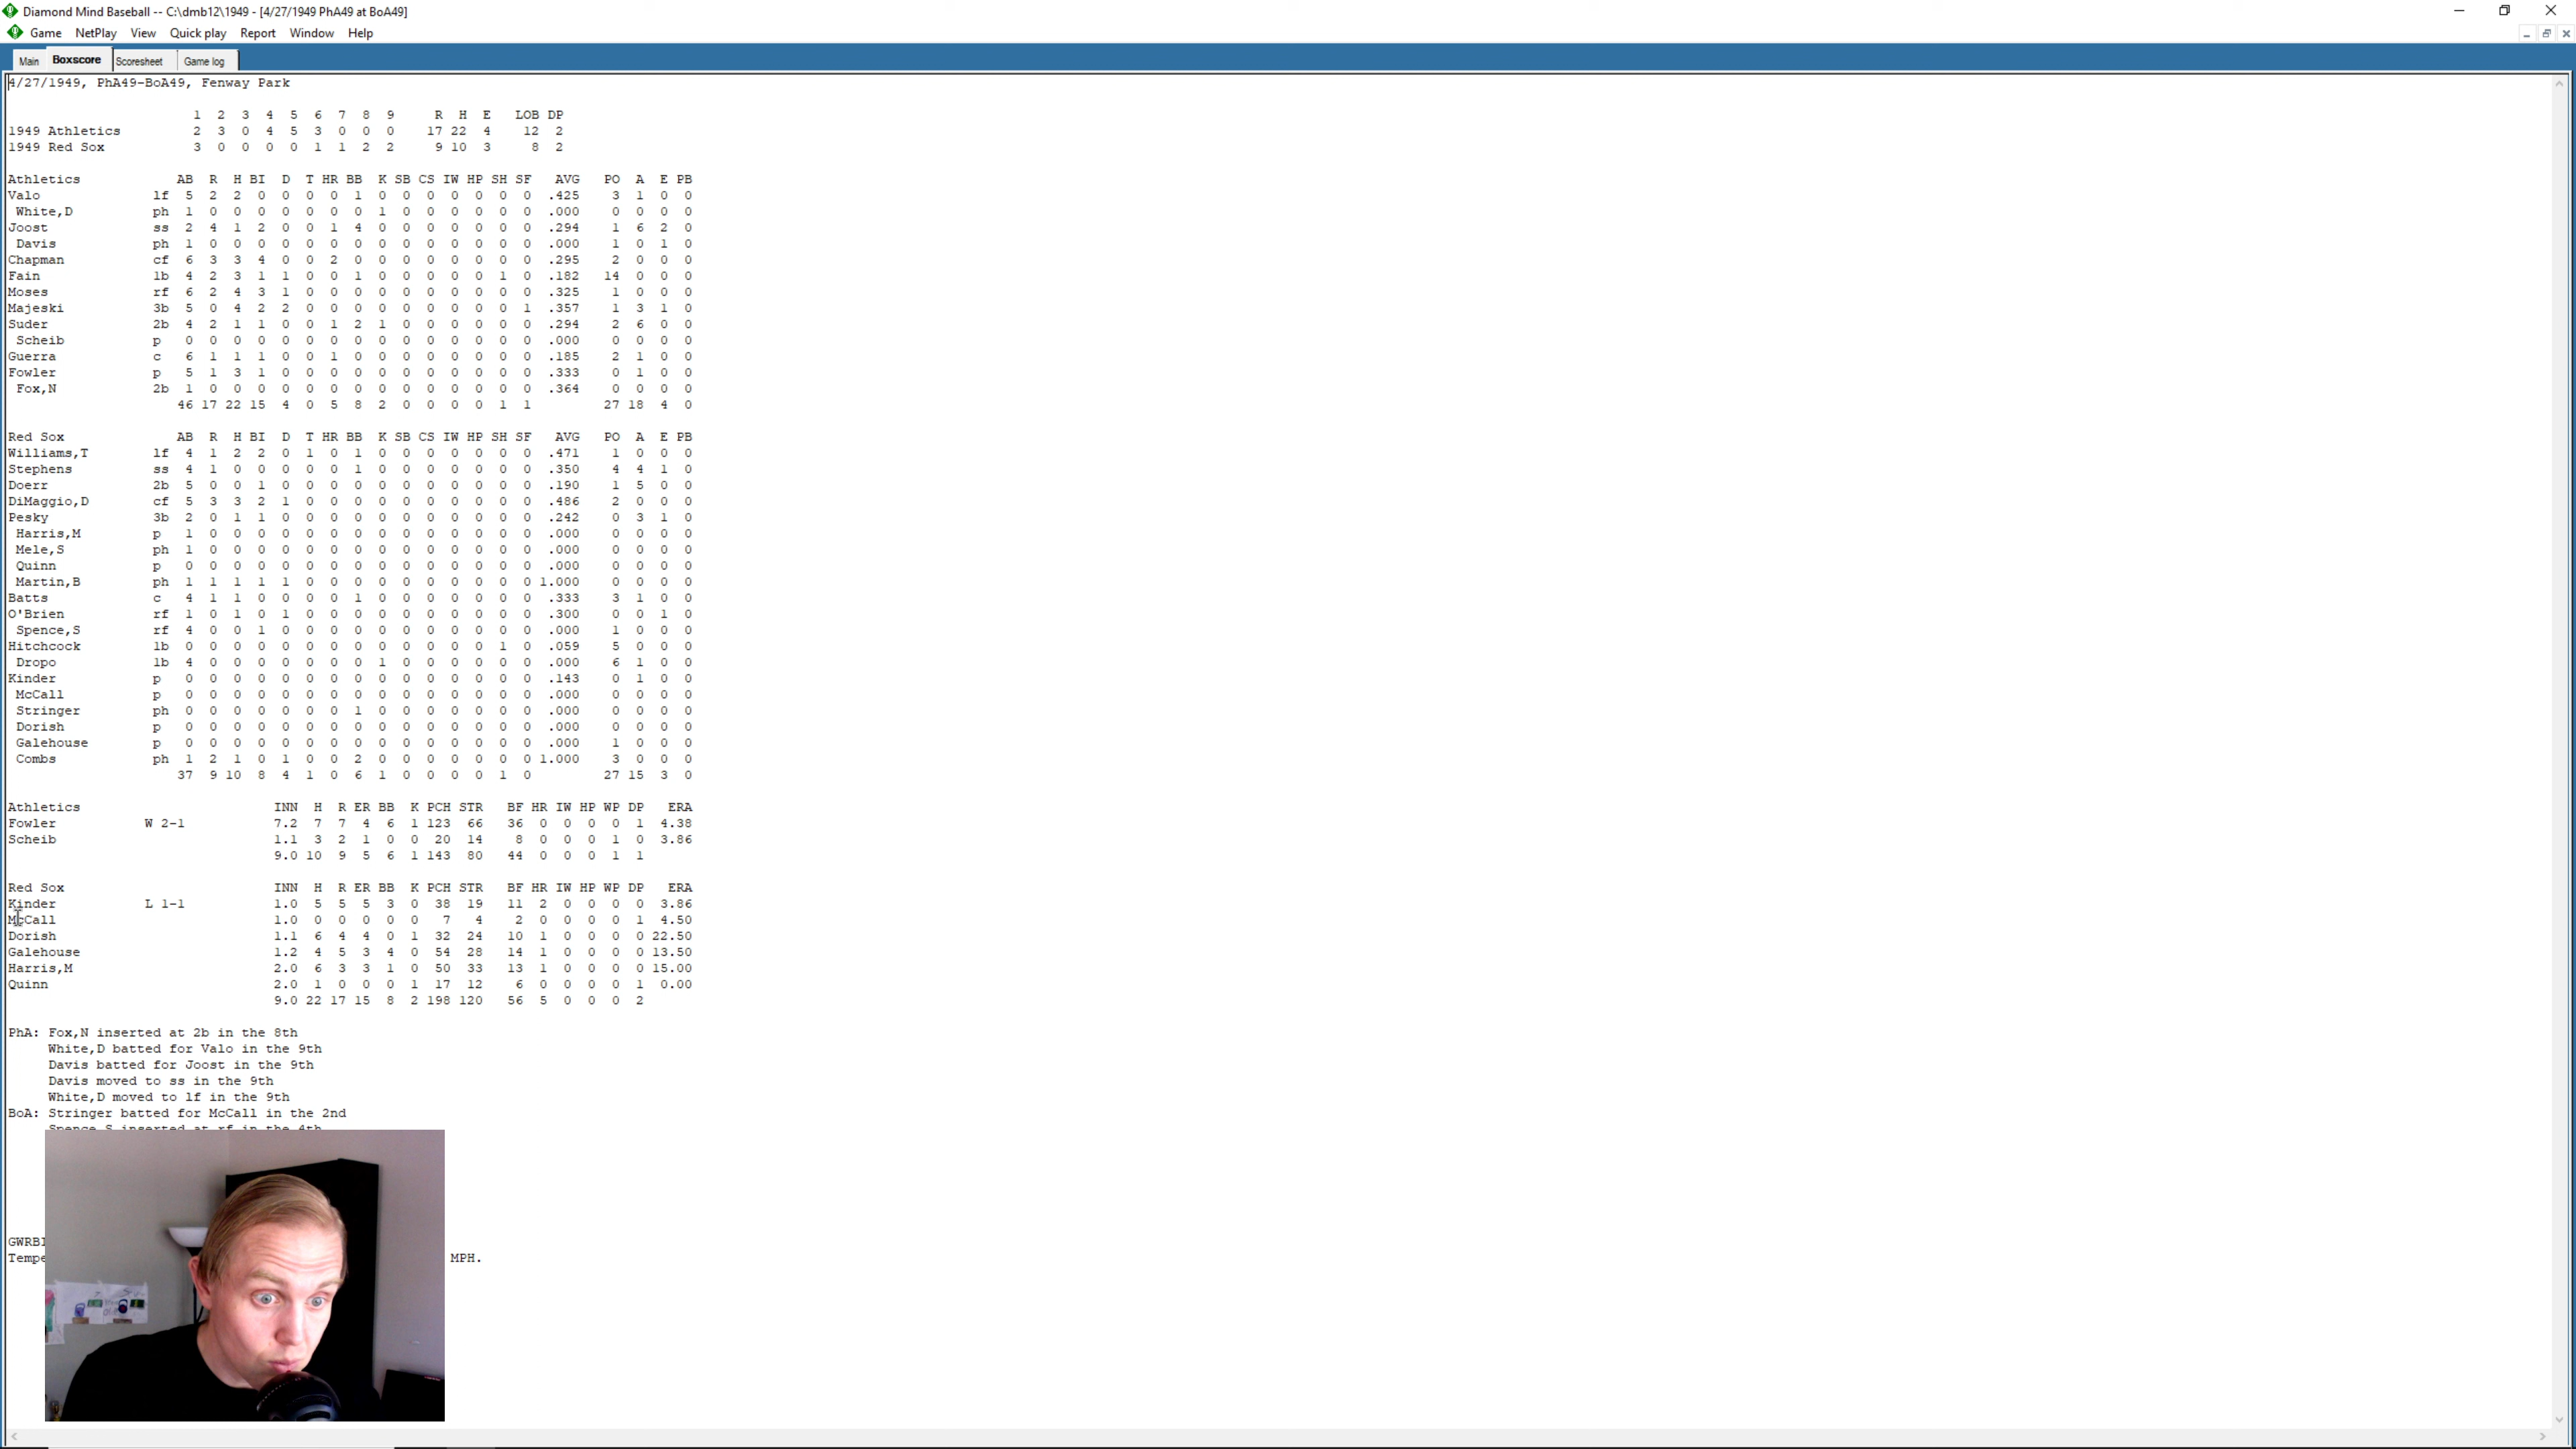 Diamond Mind Baseball -- C:\dmb12\1949 - [4/27/1949 PhA49 at BoA49]
Game NetPlay View Quick play Report Window Help
Main Boxscore Scoresheet Game log
4/27/1949, PhA49-BoA49, Fenway Park
1 2 3 4 5 6 7 8 9 R H E LOB DP
1949 Athletics 2 3 0 4 5 3 0 0 0 17 22 4 12 2
1949 Red Sox 3 0 0 0 0 1 1 2 2 9 10 3 8 2
Athletics AB R H BI D T HR BB K SB CS IW HP SH SF AVG PO A E PB
Valo lf 5 2 2 0 0 0 0 1 0 0 0 0 0 0 0 .425 3 1 0 0
White,D ph 1 0 0 0 0 0 0 0 1 0 0 0 0 0 0 .000 0 0 0 0
Joost ss 2 4 1 2 0 0 1 4 0 0 0 0 0 0 0 .294 1 6 2 0
Davis ph 1 0 0 0 0 0 0 0 0 0 0 0 0 0 0 .000 1 0 1 0
Chapman cf 6 3 3 4 0 0 2 0 0 0 0 0 0 0 0 .295 2 0 0 0
Fain 1b 4 2 3 1 1 0 0 1 0 0 0 0 0 1 0 .182 14 0 0 0
Moses rf 6 2 4 3 1 0 0 0 0 0 0 0 0 0 0 .325 1 0 0 0
Majeski 3b 5 0 4 2 2 0 0 0 0 0 0 0 0 0 1 .357 1 3 1 0
Suder 2b 4 2 1 1 0 0 1 2 1 0 0 0 0 0 0 .294 2 6 0 0
Scheib p 0 0 0 0 0 0 0 0 0 0 0 0 0 0 0 .000 0 0 0 0
Guerra c 6 1 1 1 0 0 1 0 0 0 0 0 0 0 0 .185 2 1 0 0
Fowler p 5 1 3 1 0 0 0 0 0 0 0 0 0 0 0 .333 0 1 0 0
Fox,N 2b 1 0 0 0 0 0 0 0 0 0 0 0 0 0 0 .364 0 0 0 0
46 17 22 15 4 0 5 8 2 0 0 0 0 1 1 27 18 4 0
Red Sox AB R H BI D T HR BB K SB CS IW HP SH SF AVG PO A E PB
Williams,T lf 4 1 2 2 0 1 0 1 0 0 0 0 0 0 0 .471 1 0 0 0
Stephens ss 4 1 0 0 0 0 0 1 0 0 0 0 0 0 0 .350 4 4 1 0
Doerr 2b 5 0 0 1 0 0 0 0 0 0 0 0 0 0 0 .190 1 5 0 0
DiMaggio,D cf 5 3 3 2 1 0 0 0 0 0 0 0 0 0 0 .486 2 0 0 0
Pesky 3b 2 0 1 1 0 0 0 0 0 0 0 0 0 0 0 .242 0 3 1 0
Harris,M p 1 0 0 0 0 0 0 0 0 0 0 0 0 0 0 .000 0 0 0 0
Mele,S ph 1 0 0 0 0 0 0 0 0 0 0 0 0 0 0 .000 0 0 0 0
Quinn p 0 0 0 0 0 0 0 0 0 0 0 0 0 0 0 .000 0 0 0 0
Martin,B ph 1 1 1 1 1 0 0 0 0 0 0 0 0 0 0 1.000 0 0 0 0
Batts c 4 1 1 0 0 0 0 1 0 0 0 0 0 0 0 .333 3 1 0 0
O'Brien rf 1 0 1 0 1 0 0 0 0 0 0 0 0 0 0 .300 0 0 1 0
Spence,S rf 4 0 0 1 0 0 0 0 0 0 0 0 0 0 0 .000 1 0 0 0
Hitchcock 1b 0 0 0 0 0 0 0 0 0 0 0 0 0 1 0 .059 5 0 0 0
Dropo 1b 4 0 0 0 0 0 0 0 1 0 0 0 0 0 0 .000 6 1 0 0
Kinder p 0 0 0 0 0 0 0 0 0 0 0 0 0 0 0 .143 0 1 0 0
McCall p 0 0 0 0 0 0 0 0 0 0 0 0 0 0 0 .000 0 0 0 0
Stringer ph 0 0 0 0 0 0 0 1 0 0 0 0 0 0 0 .000 0 0 0 0
Dorish p 0 0 0 0 0 0 0 0 0 0 0 0 0 0 0 .000 0 0 0 0
Galehouse p 0 0 0 0 0 0 0 0 0 0 0 0 0 0 0 .000 1 0 0 0
Combs ph 1 2 1 0 1 0 0 2 0 0 0 0 0 0 0 1.000 3 0 0 0
37 9 10 8 4 1 0 6 1 0 0 0 0 1 0 27 15 3 0
Athletics INN H R ER BB K PCH STR BF HR IW HP WP DP ERA
Fowler W 2-1 7.2 7 7 4 6 1 123 66 36 0 0 0 0 1 4.38
Scheib 1.1 3 2 1 0 0 20 14 8 0 0 0 1 0 3.86
9.0 10 9 5 6 1 143 80 44 0 0 0 1 1
Red Sox INN H R ER BB K PCH STR BF HR IW HP WP DP ERA
Kinder L 1-1 1.0 5 5 5 3 0 38 19 11 2 0 0 0 0 3.86
McCall 1.0 0 0 0 0 0 7 4 2 0 0 0 0 1 4.50
Dorish 1.1 6 4 4 0 1 32 24 10 1 0 0 0 0 22.50
Galehouse 1.2 4 5 3 4 0 54 28 14 1 0 0 0 0 13.50
Harris,M 2.0 6 3 3 1 0 50 33 13 1 0 0 0 0 15.00
Quinn 2.0 1 0 0 0 1 17 12 6 0 0 0 0 1 0.00
9.0 22 17 15 8 2 198 120 56 5 0 0 0 2
PhA: Fox,N inserted at 2b in the 8th
White,D batted for Valo in the 9th
Davis batted for Joost in the 9th
Davis moved to ss in the 9th
White,D moved to lf in the 9th
BoA: Stringer batted for McCall in the 2nd
Spence,S inserted at rf in the 4th
GWRBI
Tempe MPH.